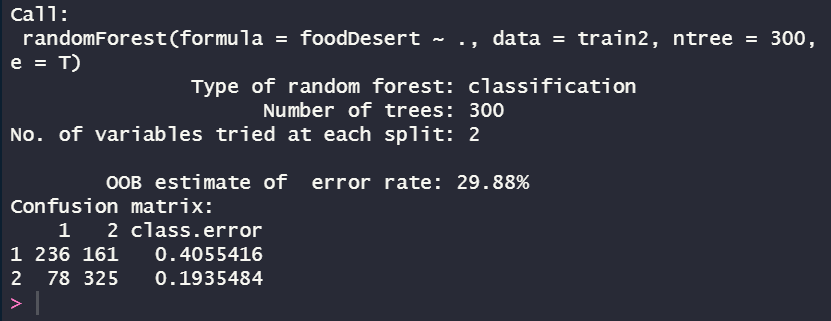 Call:
 randomForest(formula = foodDesert ~ ., data = train2, ntree = 300,
e = T)
               Type of random forest: classification
                     Number of trees: 300
No. of variables tried at each split: 2
        OOB estimate of  error rate: 29.88%
Confusion matrix:
    1   2 class.error
1 236 161   0.4055416
2  78 325   0.1935484
>